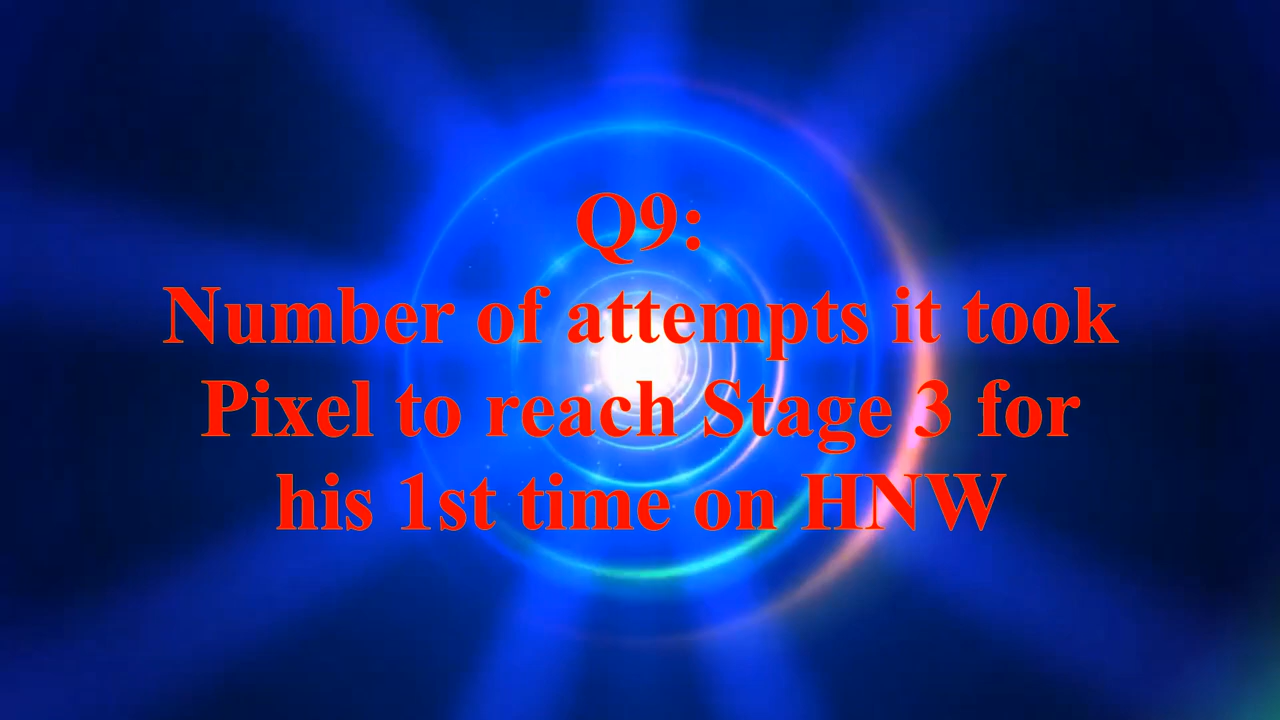 Q9:
Number of attempts it took
Pixel to reach Stage 3 for
his 1st time on HNW